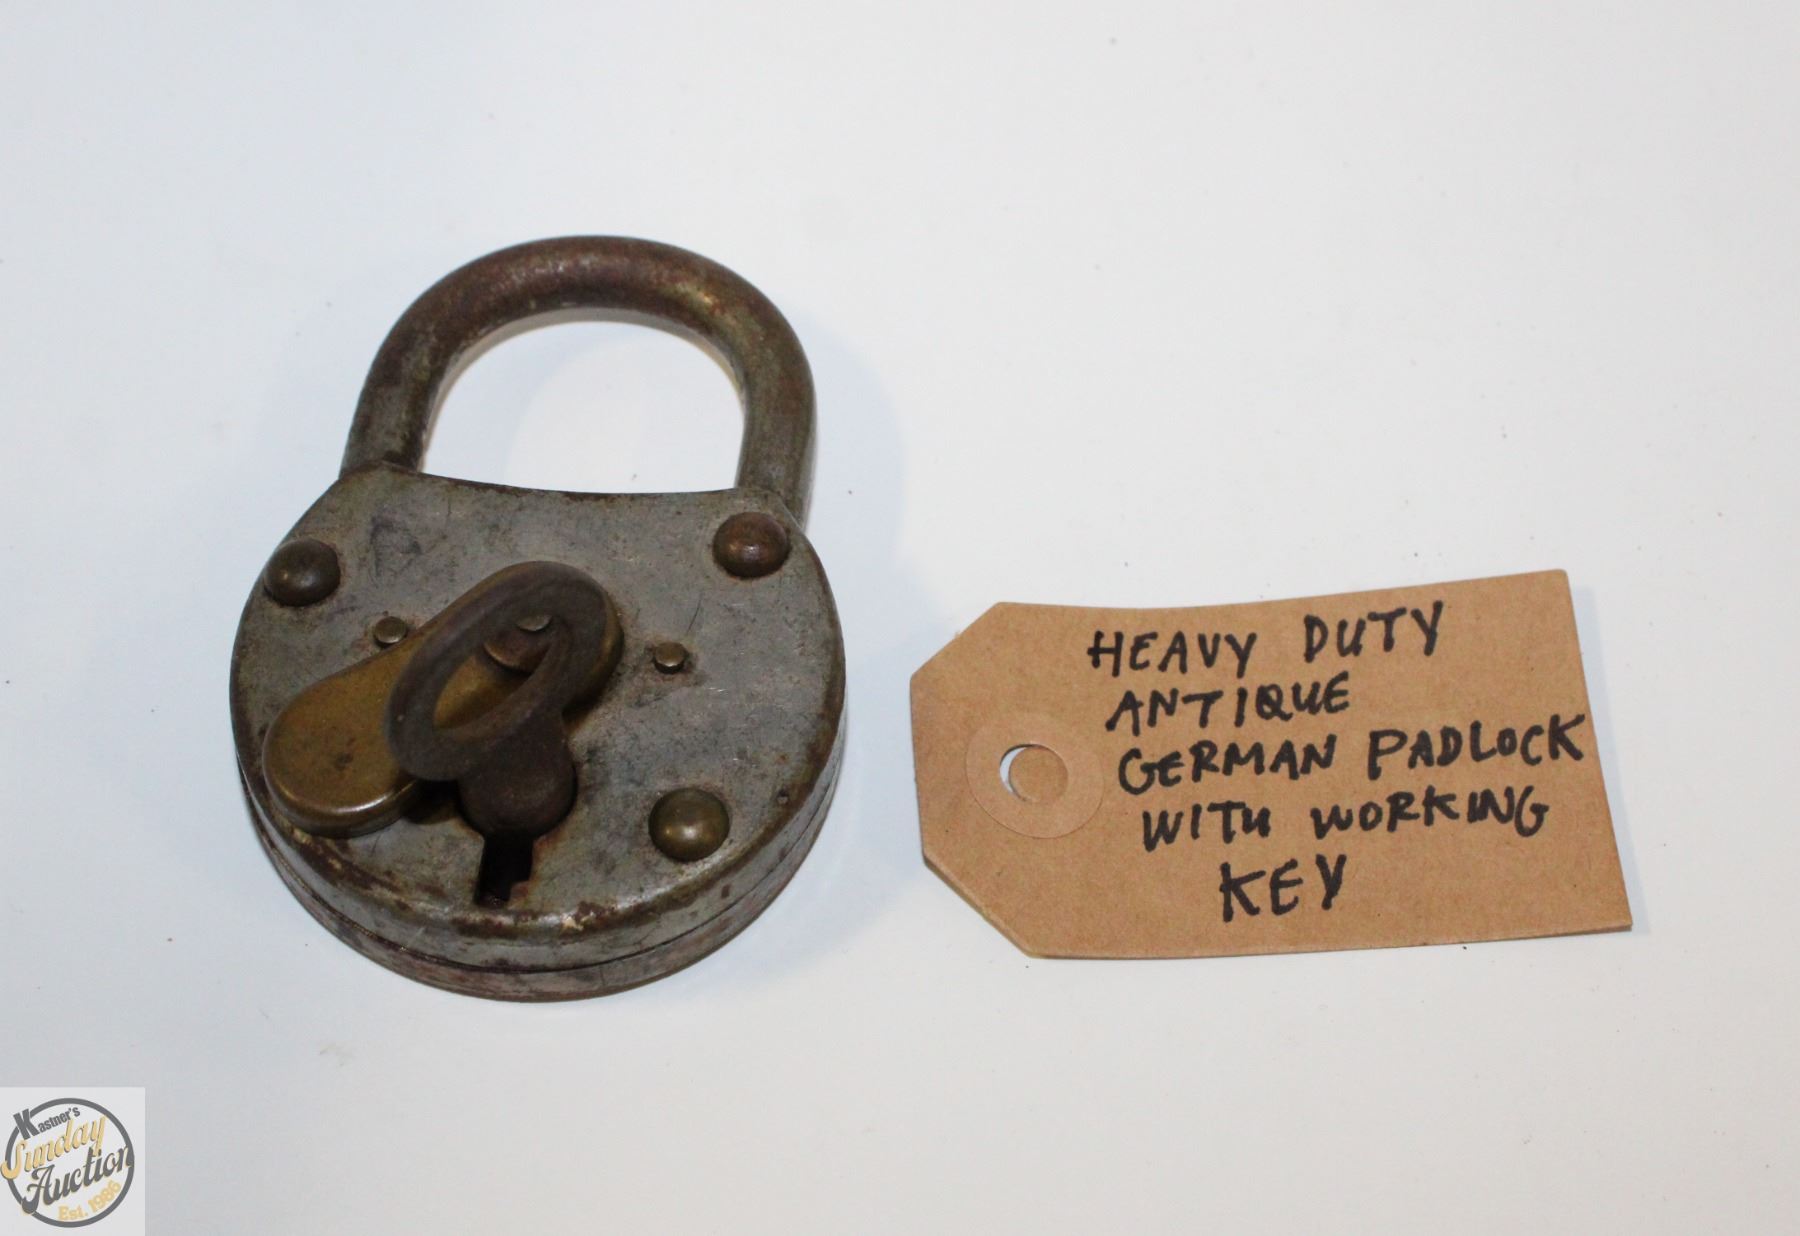 HEAVY DUTY
ANTIQUE
GERMAN PADLOCK
WITH WORKING
KEY
Kastner's
Sunday
Auction
Est. 1986